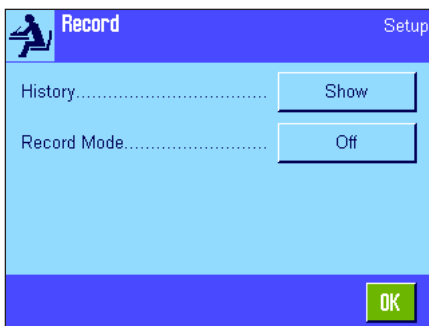 Record
Setup
History................................... Show
Record Mode........................... Off
OK